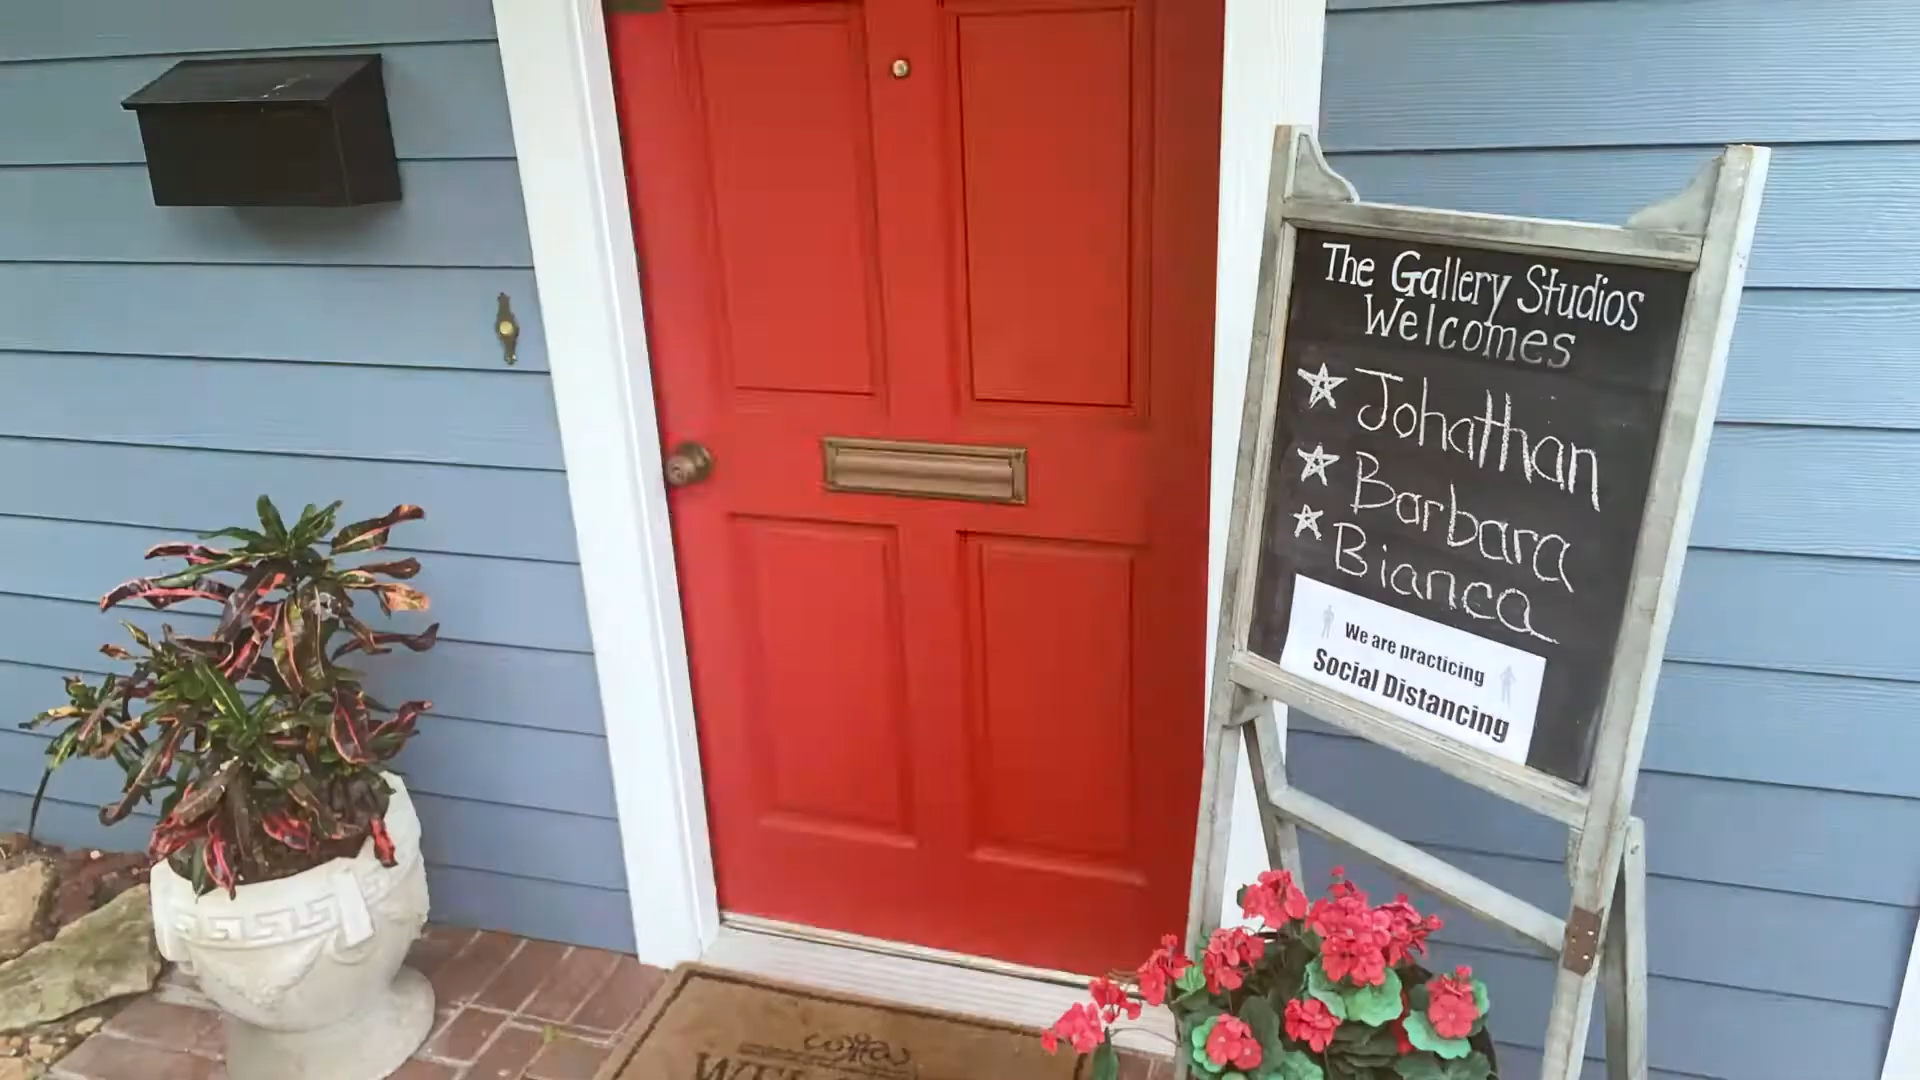 The Gallery Studios
Welcomes
Johathan
Barbara
Bianca
We are practicing
Social Distancing